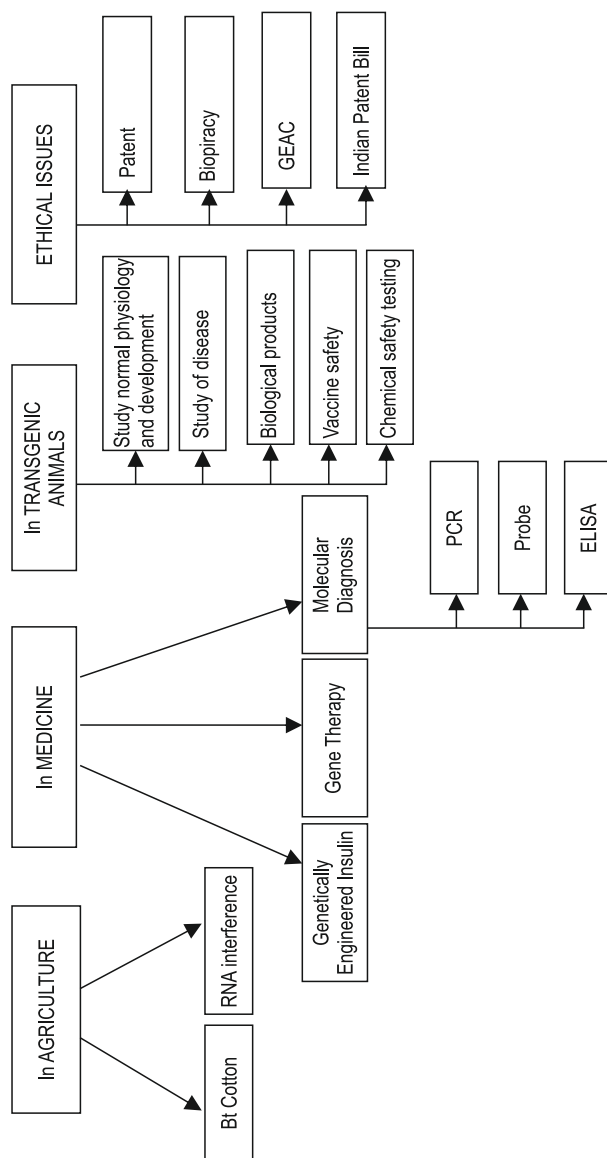 In AGRICULTURE
Bt Cotton
RNA interference
In MEDICINE
Genetically
Engineered Insulin
Gene Therapy
Molecular
Diagnosis
PCR
Probe
ELISA
In TRANSGENIC
ANIMALS
Study normal physiology
and development
Study of disease
Biological products
Vaccine safety
Chemical safety testing
ETHICAL ISSUES
Patent
Biopiracy
GEAC
Indian Patent Bill